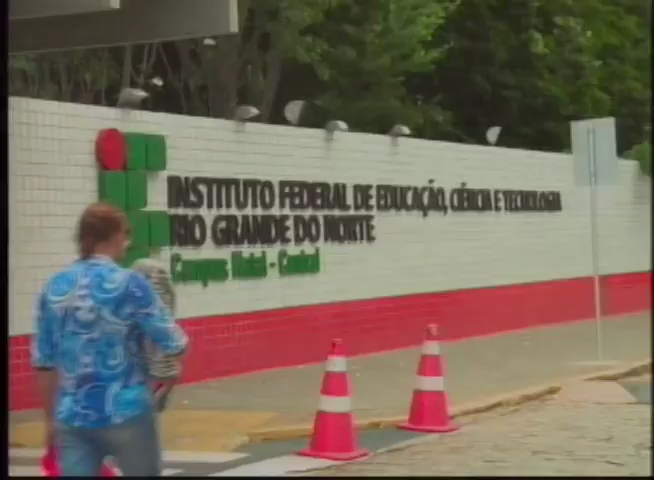 INSTITUTO FEDERAL DE EDUCAÇÃO, CIÊNCIA E TECNOLOGIA
RIO GRANDE DO NORTE
Campus Natal - Central